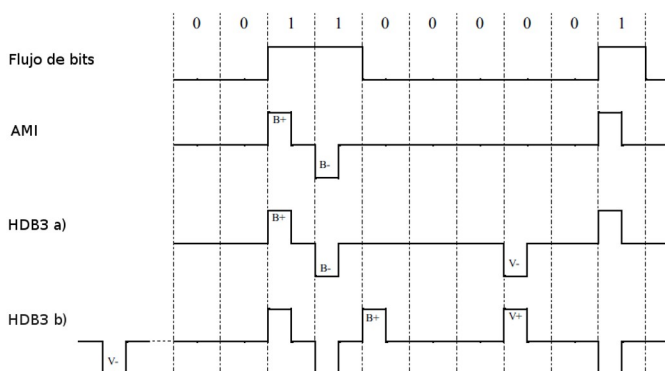 0 0 1 1 0 0 0 0 0 1
Flujo de bits
B+
AMI
B-
B+
HDB3 a)
B- V-
HDB3 b)
B+ V+
V-